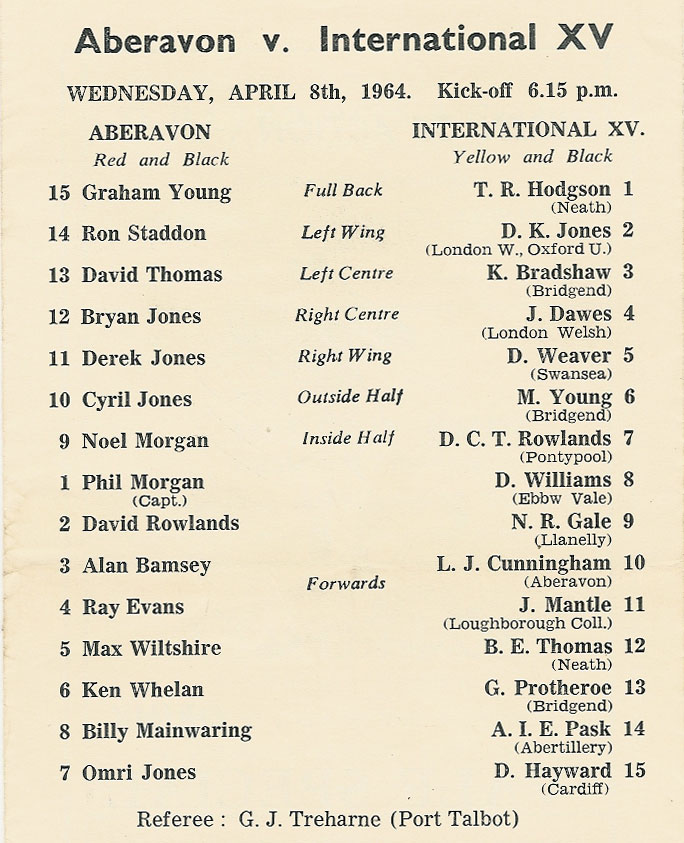 Aberavon v. International XV
WEDNESDAY, APRIL 8th, 1964. Kick-off 6.15 p.m.
ABERAVON INTERNATIONAL XV.
Red and Black Yellow and Black
15 Graham Young Full Back T. R. Hodgson 1
(Neath)
14 Ron Staddon Left Wing D. K. Jones 2
(London W., Oxford U.)
13 David Thomas Left Centre K. Bradshaw 3
(Bridgend)
12 Bryan Jones Right Centre J. Dawes 4
(London Welsh)
11 Derek Jones Right Wing D. Weaver 5
(Swansea)
10 Cyril Jones Outside Half M. Young 6
(Bridgend)
9 Noel Morgan Inside Half D. C. T. Rowlands 7
(Pontypool)
1 Phil Morgan D. Williams 8
(Capt.) (Ebbw Vale)
2 David Rowlands N. R. Gale 9
(Llanelly)
3 Alan Bamsey L. J. Cunningham 10
Forwards (Aberavon)
4 Ray Evans J. Mantle 11
(Loughborough Coll.)
5 Max Wiltshire B. E. Thomas 12
(Neath)
6 Ken Whelan G. Protheroe 13
(Bridgend)
8 Billy Mainwaring A. I. E. Pask 14
(Abertillery)
7 Omri Jones D. Hayward 15
(Cardiff)
Referee : G. J. Treharne (Port Talbot)